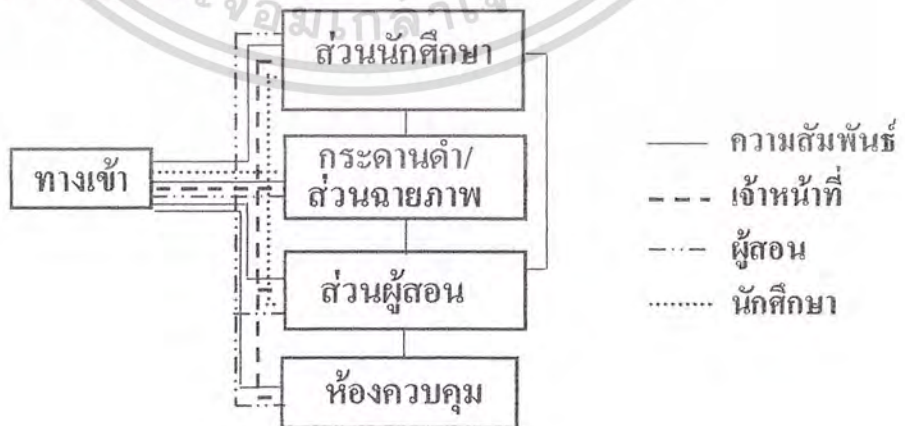 ส่วนนักศึกษา
กระดานดำ/
ส่วนฉายภาพ
ทางเข้า
ส่วนผู้สอน
ห้องควบคุม
ความสัมพันธ์
เจ้าหน้าที่
ผู้สอน
นักศึกษา